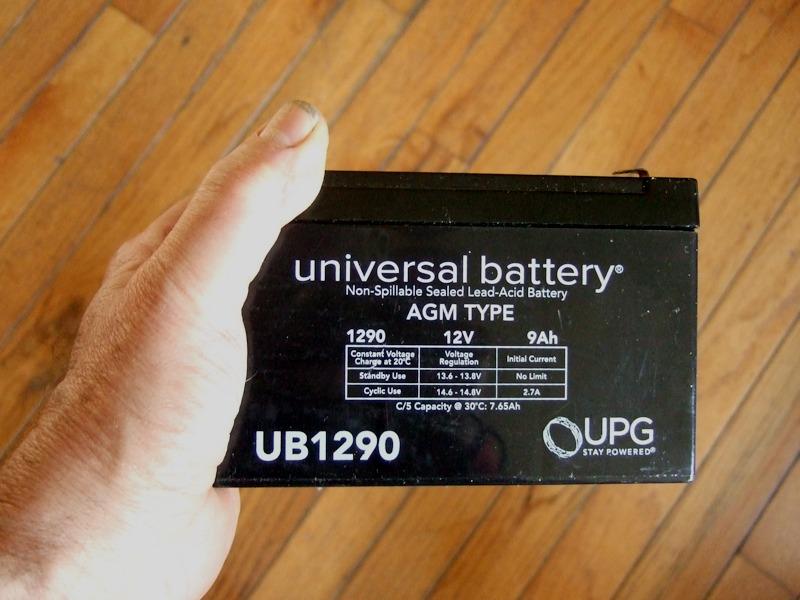 universal battery®
Non-Spillable Sealed Lead-Acid Battery
AGM TYPE
1290 12V 9Ah
Constant Voltage Charge at 20°C Voltage Regulation Initial Current
Standby Use 13.6 - 13.8V No Limit
Cyclic Use 14.6 - 14.8V 2.7A
C/5 Capacity @ 30°C: 7.65Ah
UB1290
UPG
STAY POWERED®